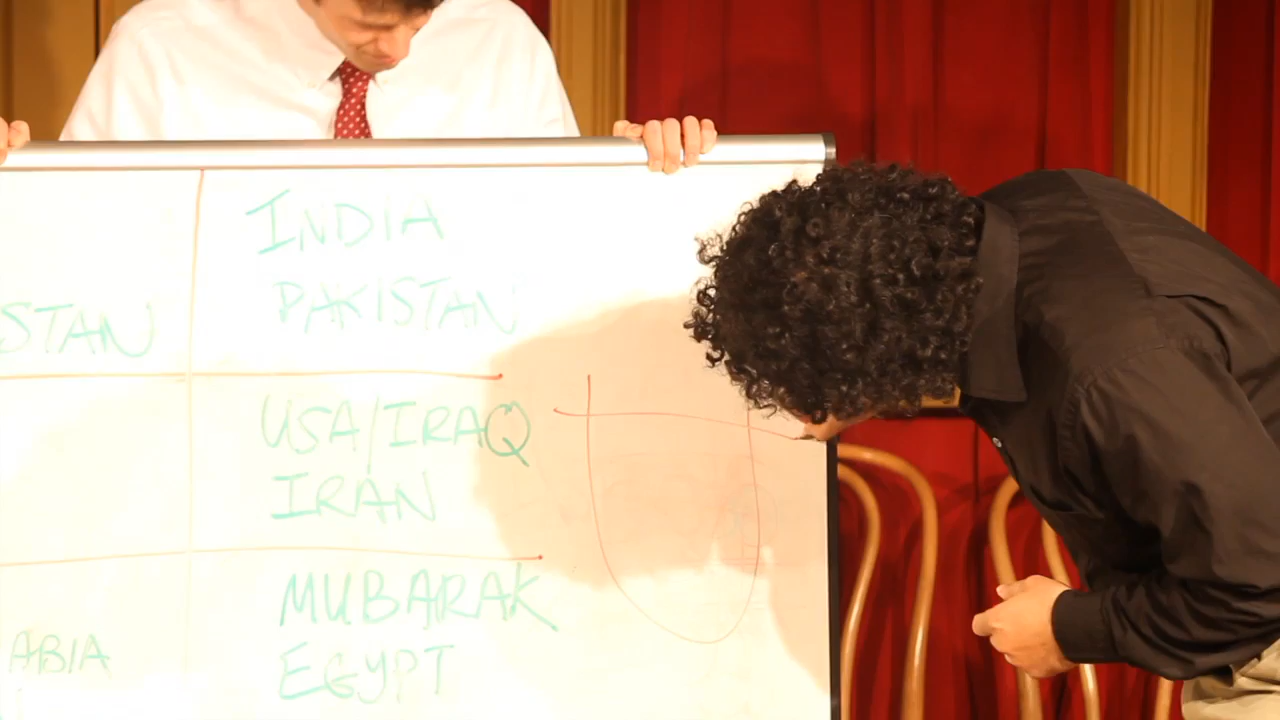 INDIA
PAKISTAN
STAN
USA/IRAQ
IRAN
MUBARAK
ABIA
EGYPT